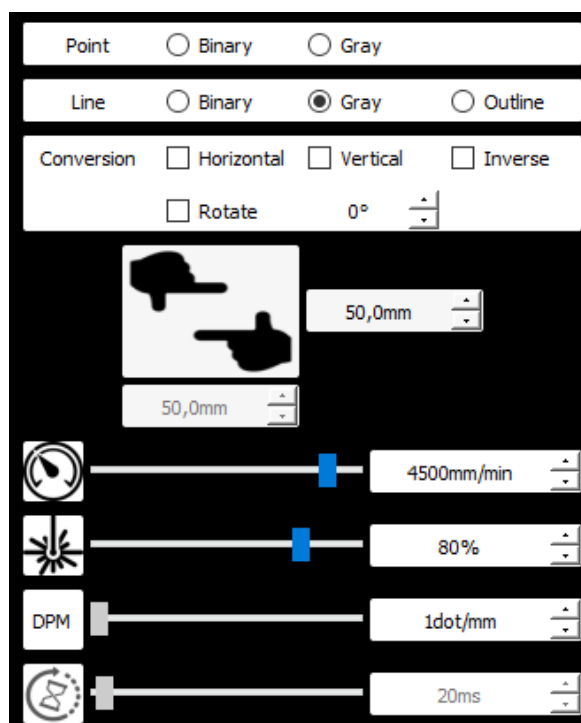 Point Binary Gray
Line Binary Gray Outline
Conversion Horizontal Vertical Inverse
Rotate 0°
50,0mm
50,0mm
4500mm/min
80%
DPM 1dot/mm
20ms